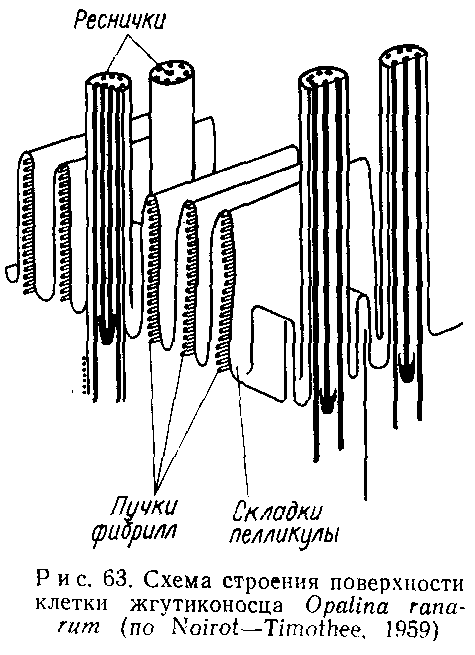 Реснички
Пучки
фибрилл
Складки
пелликулы
Рис. 63. Схема строения поверхности
клетки жгутиконосца Opalina rana-
rum (по Noirot—Timothee, 1959)